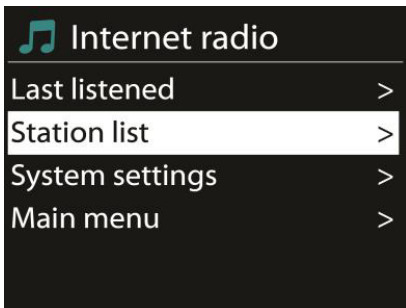 Internet radio
Last listened >
Station list >
System settings >
Main menu >